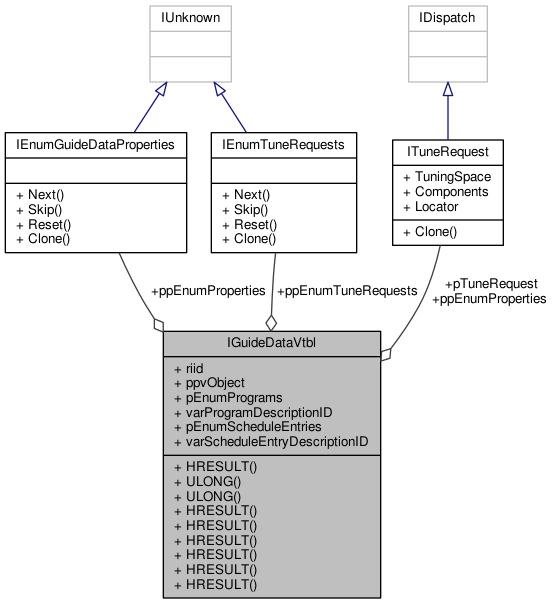 IUnknown
IDispatch
IEnumGuideDataProperties
+ Next()
+ Skip()
+ Reset()
+ Clone()
IEnumTuneRequests
+ Next()
+ Skip()
+ Reset()
+ Clone()
ITuneRequest
+ TuningSpace
+ Components
+ Locator
+ Clone()
+ppEnumProperties
+ppEnumTuneRequests
+pTuneRequest
+ppEnumProperties
IGuideDataVtbl
+ riid
+ ppvObject
+ pEnumPrograms
+ varProgramDescriptionID
+ pEnumScheduleEntries
+ varScheduleEntryDescriptionID
+ HRESULT()
+ ULONG()
+ ULONG()
+ HRESULT()
+ HRESULT()
+ HRESULT()
+ HRESULT()
+ HRESULT()
+ HRESULT()